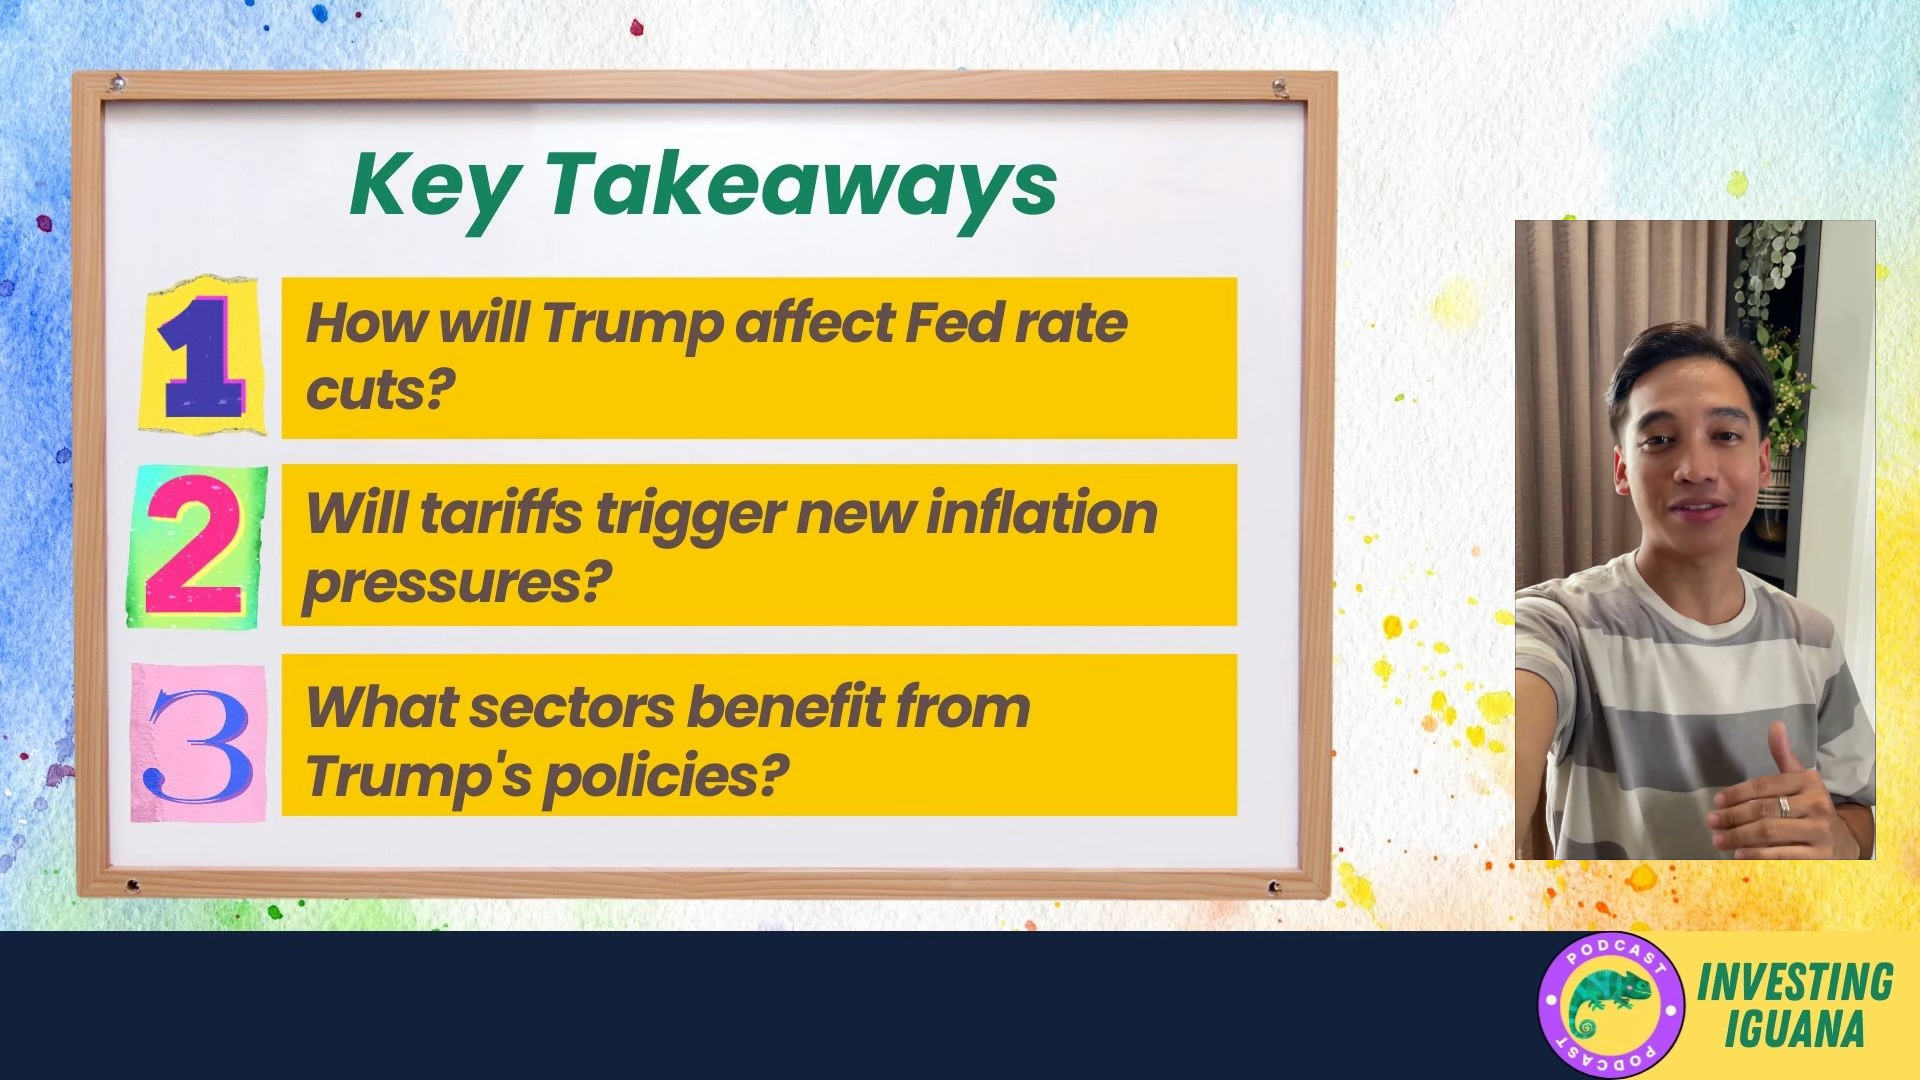 Key Takeaways
1
How will Trump affect Fed rate
cuts?
2
Will tariffs trigger new inflation
pressures?
3
What sectors benefit from
Trump's policies?
PODCAST
PODCAST
INVESTING
IGUANA